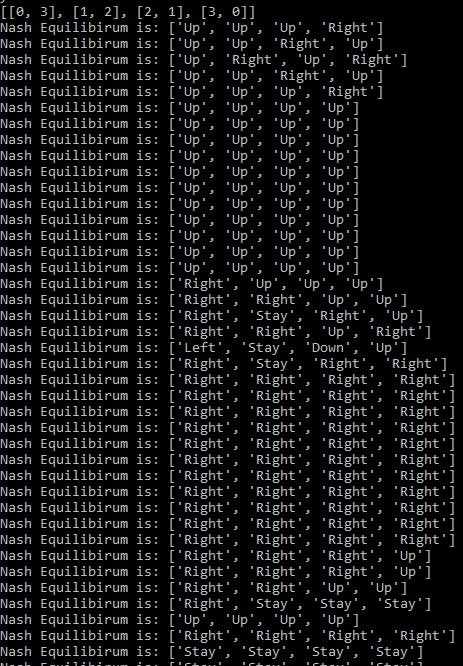 [[0, 3], [1, 2], [2, 1], [3, 0]]
Nash Equilibirum is: ['Up', 'Up', 'Up', 'Right']
Nash Equilibirum is: ['Up', 'Up', 'Right', 'Up']
Nash Equilibirum is: ['Up', 'Right', 'Up', 'Right']
Nash Equilibirum is: ['Up', 'Up', 'Right', 'Up']
Nash Equilibirum is: ['Up', 'Up', 'Up', 'Right']
Nash Equilibirum is: ['Up', 'Up', 'Up', 'Up']
Nash Equilibirum is: ['Up', 'Up', 'Up', 'Up']
Nash Equilibirum is: ['Up', 'Up', 'Up', 'Up']
Nash Equilibirum is: ['Up', 'Up', 'Up', 'Up']
Nash Equilibirum is: ['Up', 'Up', 'Up', 'Up']
Nash Equilibirum is: ['Up', 'Up', 'Up', 'Up']
Nash Equilibirum is: ['Up', 'Up', 'Up', 'Up']
Nash Equilibirum is: ['Up', 'Up', 'Up', 'Up']
Nash Equilibirum is: ['Up', 'Up', 'Up', 'Up']
Nash Equilibirum is: ['Up', 'Up', 'Up', 'Up']
Nash Equilibirum is: ['Up', 'Up', 'Up', 'Up']
Nash Equilibirum is: ['Right', 'Up', 'Up', 'Up']
Nash Equilibirum is: ['Right', 'Right', 'Up', 'Up']
Nash Equilibirum is: ['Right', 'Stay', 'Right', 'Up']
Nash Equilibirum is: ['Right', 'Right', 'Up', 'Right']
Nash Equilibirum is: ['Left', 'Stay', 'Down', 'Up']
Nash Equilibirum is: ['Right', 'Stay', 'Right', 'Right']
Nash Equilibirum is: ['Right', 'Right', 'Right', 'Right']
Nash Equilibirum is: ['Right', 'Right', 'Right', 'Right']
Nash Equilibirum is: ['Right', 'Right', 'Right', 'Right']
Nash Equilibirum is: ['Right', 'Right', 'Right', 'Right']
Nash Equilibirum is: ['Right', 'Right', 'Right', 'Right']
Nash Equilibirum is: ['Right', 'Right', 'Right', 'Right']
Nash Equilibirum is: ['Right', 'Right', 'Right', 'Right']
Nash Equilibirum is: ['Right', 'Right', 'Right', 'Right']
Nash Equilibirum is: ['Right', 'Right', 'Right', 'Right']
Nash Equilibirum is: ['Right', 'Right', 'Right', 'Right']
Nash Equilibirum is: ['Right', 'Right', 'Right', 'Right']
Nash Equilibirum is: ['Right', 'Right', 'Right', 'Up']
Nash Equilibirum is: ['Right', 'Right', 'Right', 'Up']
Nash Equilibirum is: ['Right', 'Right', 'Up', 'Up']
Nash Equilibirum is: ['Right', 'Stay', 'Stay', 'Stay']
Nash Equilibirum is: ['Up', 'Up', 'Up', 'Up']
Nash Equilibirum is: ['Right', 'Right', 'Right', 'Right']
Nash Equilibirum is: ['Stay', 'Stay', 'Stay', 'Stay']